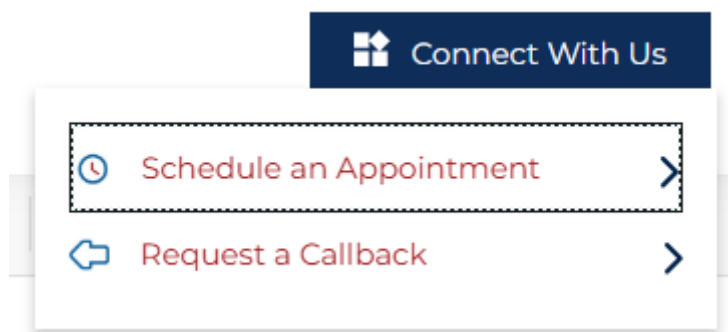 Connect With Us
Schedule an Appointment
Request a Callback